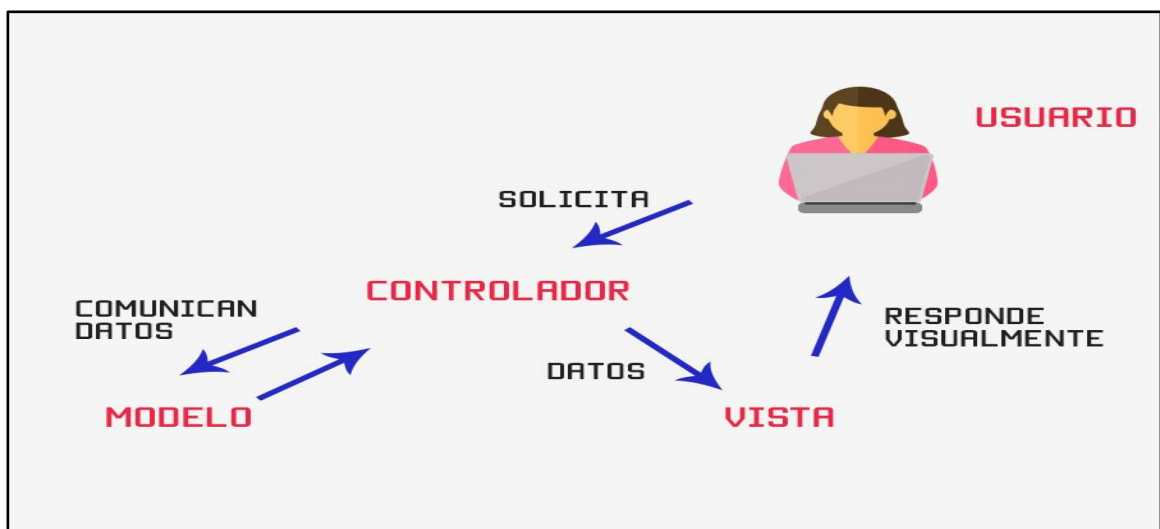 USUARIO
SOLICITA
CONTROLADOR
COMUNICAN
DATOS
RESPONDE
VISUALMENTE
DATOS
MODELO
VISTA